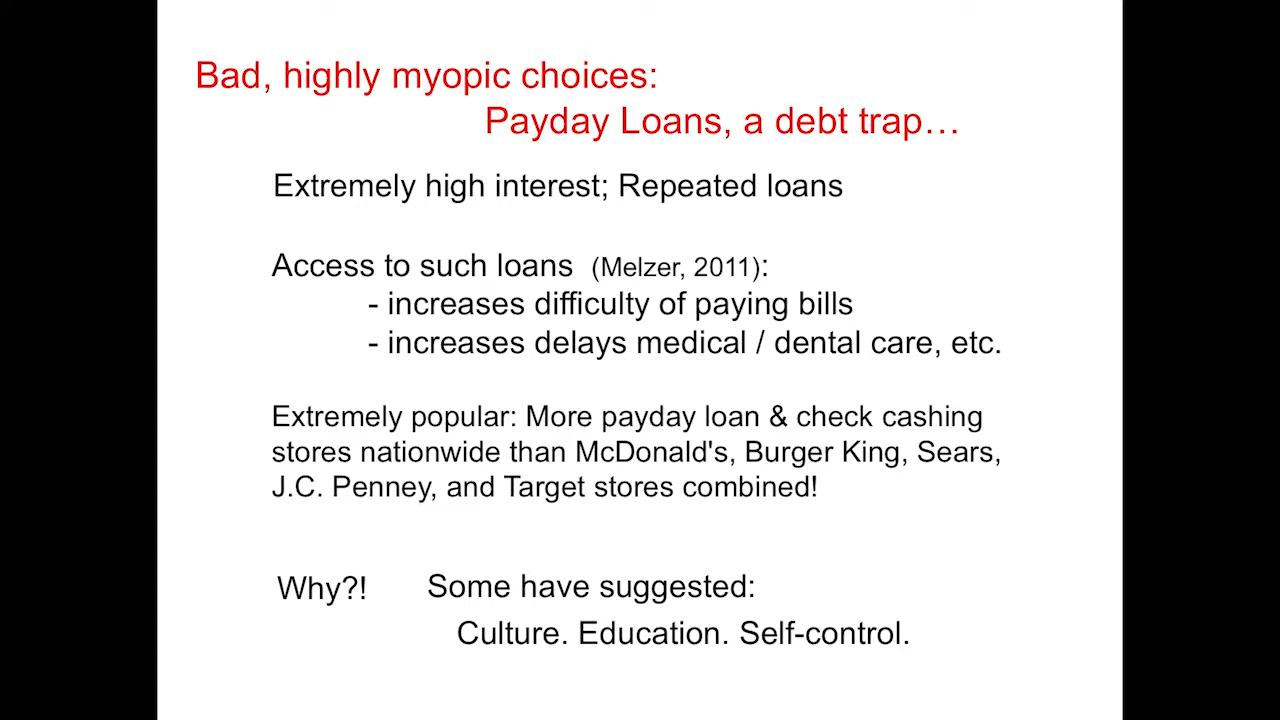 Bad, highly myopic choices:
Payday Loans, a debt trap…
Extremely high interest; Repeated loans
Access to such loans (Melzer, 2011):
- increases difficulty of paying bills
- increases delays medical / dental care, etc.
Extremely popular: More payday loan & check cashing
stores nationwide than McDonald's, Burger King, Sears,
J.C. Penney, and Target stores combined!
Why?! Some have suggested:
Culture. Education. Self-control.